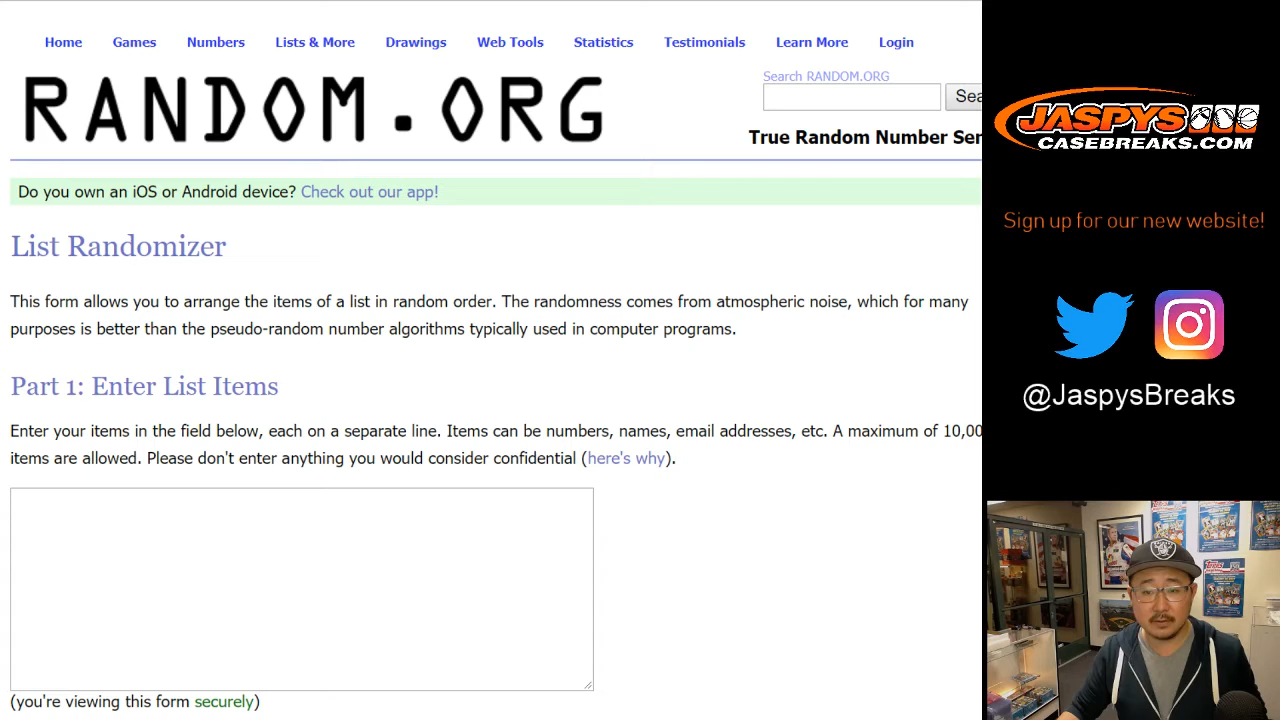 Home Games Numbers Lists & More Drawings Web Tools Statistics Testimonials Learn More Login
RANDOM.ORG
Search RANDOM.ORG
Sea
True Random Number Ser
Do you own an iOS or Android device? Check out our app!
List Randomizer
This form allows you to arrange the items of a list in random order. The randomness comes from atmospheric noise, which for many
purposes is better than the pseudo-random number algorithms typically used in computer programs.
Part 1: Enter List Items
Enter your items in the field below, each on a separate line. Items can be numbers, names, email addresses, etc. A maximum of 10,00
items are allowed. Please don't enter anything you would consider confidential (here's why).
(you're viewing this form securely)
JASPYS
CASEBREAKS.COM
Sign up for our new website!
@JaspysBreaks